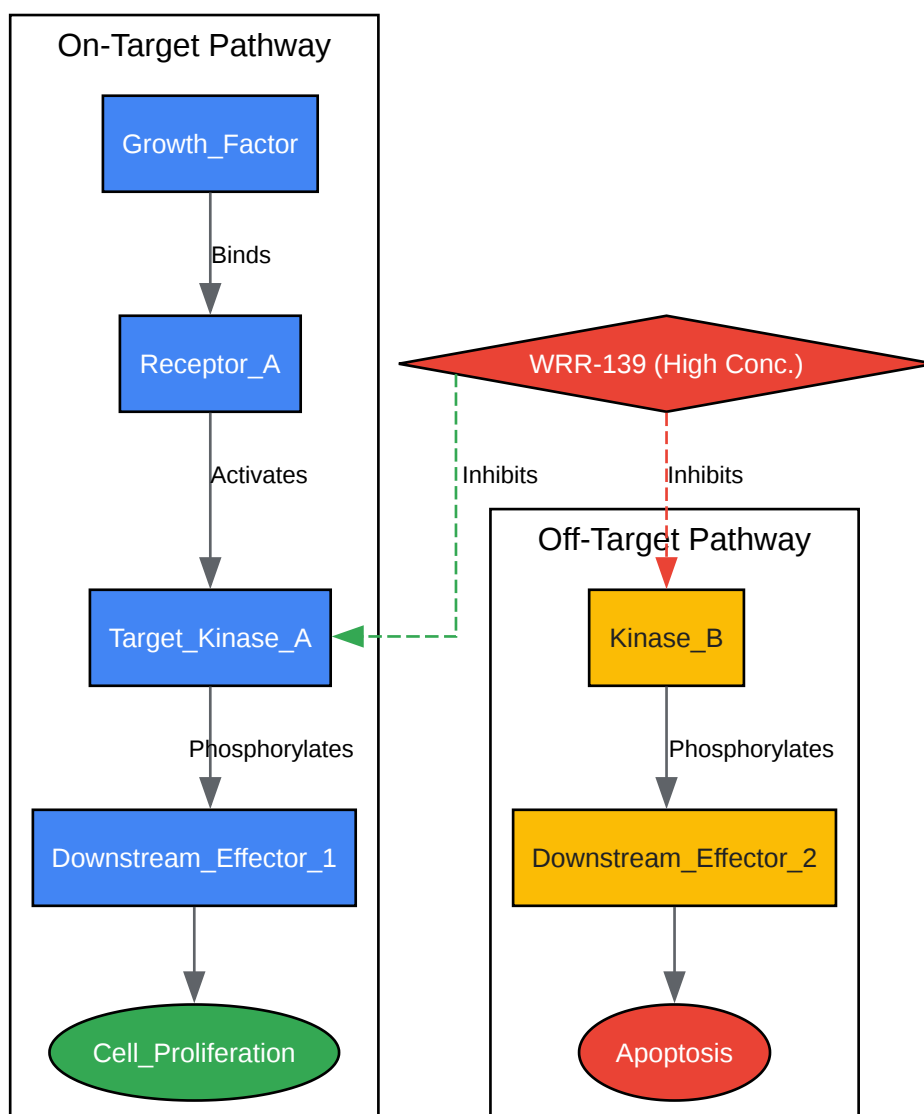 On-Target Pathway
Growth_Factor
Binds
Receptor_A
Activates
Target_Kinase_A
Phosphorylates
Downstream_Effector_1
Cell_Proliferation
WRR-139 (High Conc.)
Inhibits
Inhibits
Off-Target Pathway
Kinase_B
Phosphorylates
Downstream_Effector_2
Apoptosis